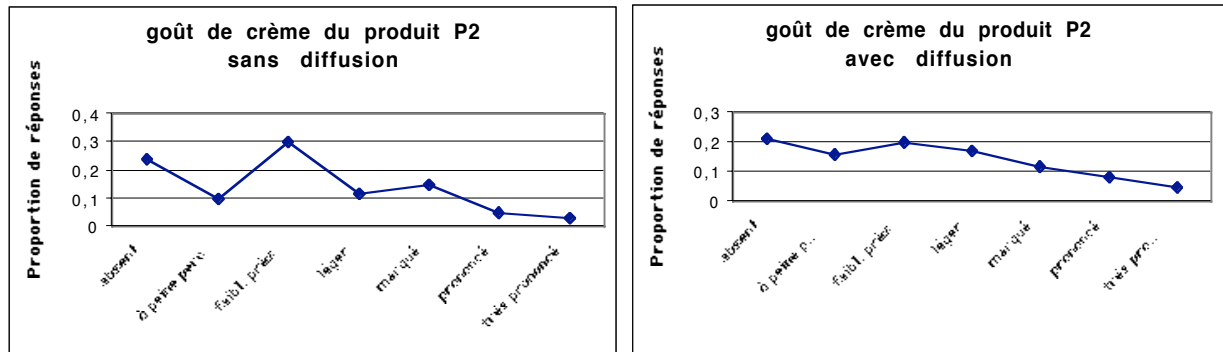 goût de crème du produit P2
sans diffusion
Proportion de réponses
0,4
0,3
0,2
0,1
0
absent
à peine perc
faibl. prés
léger
marqué
prononcé
très prononcé
goût de crème du produit P2
avec diffusion
Proportion de réponses
0,3
0,2
0,1
0
absent
à peine p...
faibl. prés
léger
marqué
prononcé
très pro...